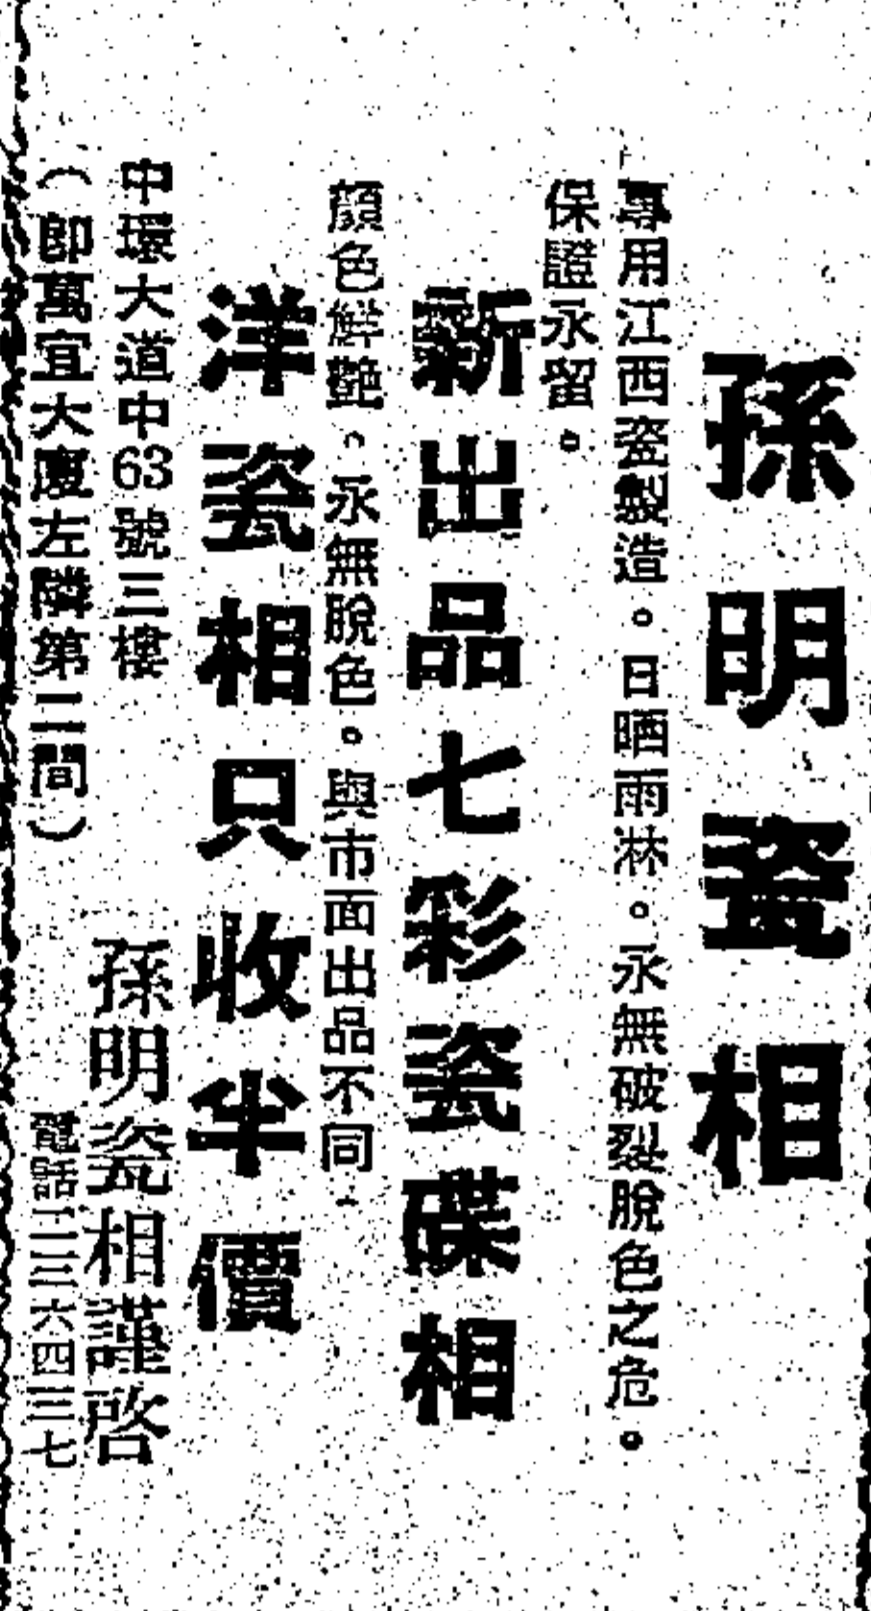 孫明瓷相
專用江西瓷製造。日晒雨淋。永無破裂脫色之危。
保證永留。
新出品七彩瓷碟相
顏色鮮艷。永無脫色。與市面出品不同.
洋瓷相只收半價
中環大道中63號三樓
(即萬宜大廈左隣第二間)
孫明瓷相謹啓
電話二三六四三七